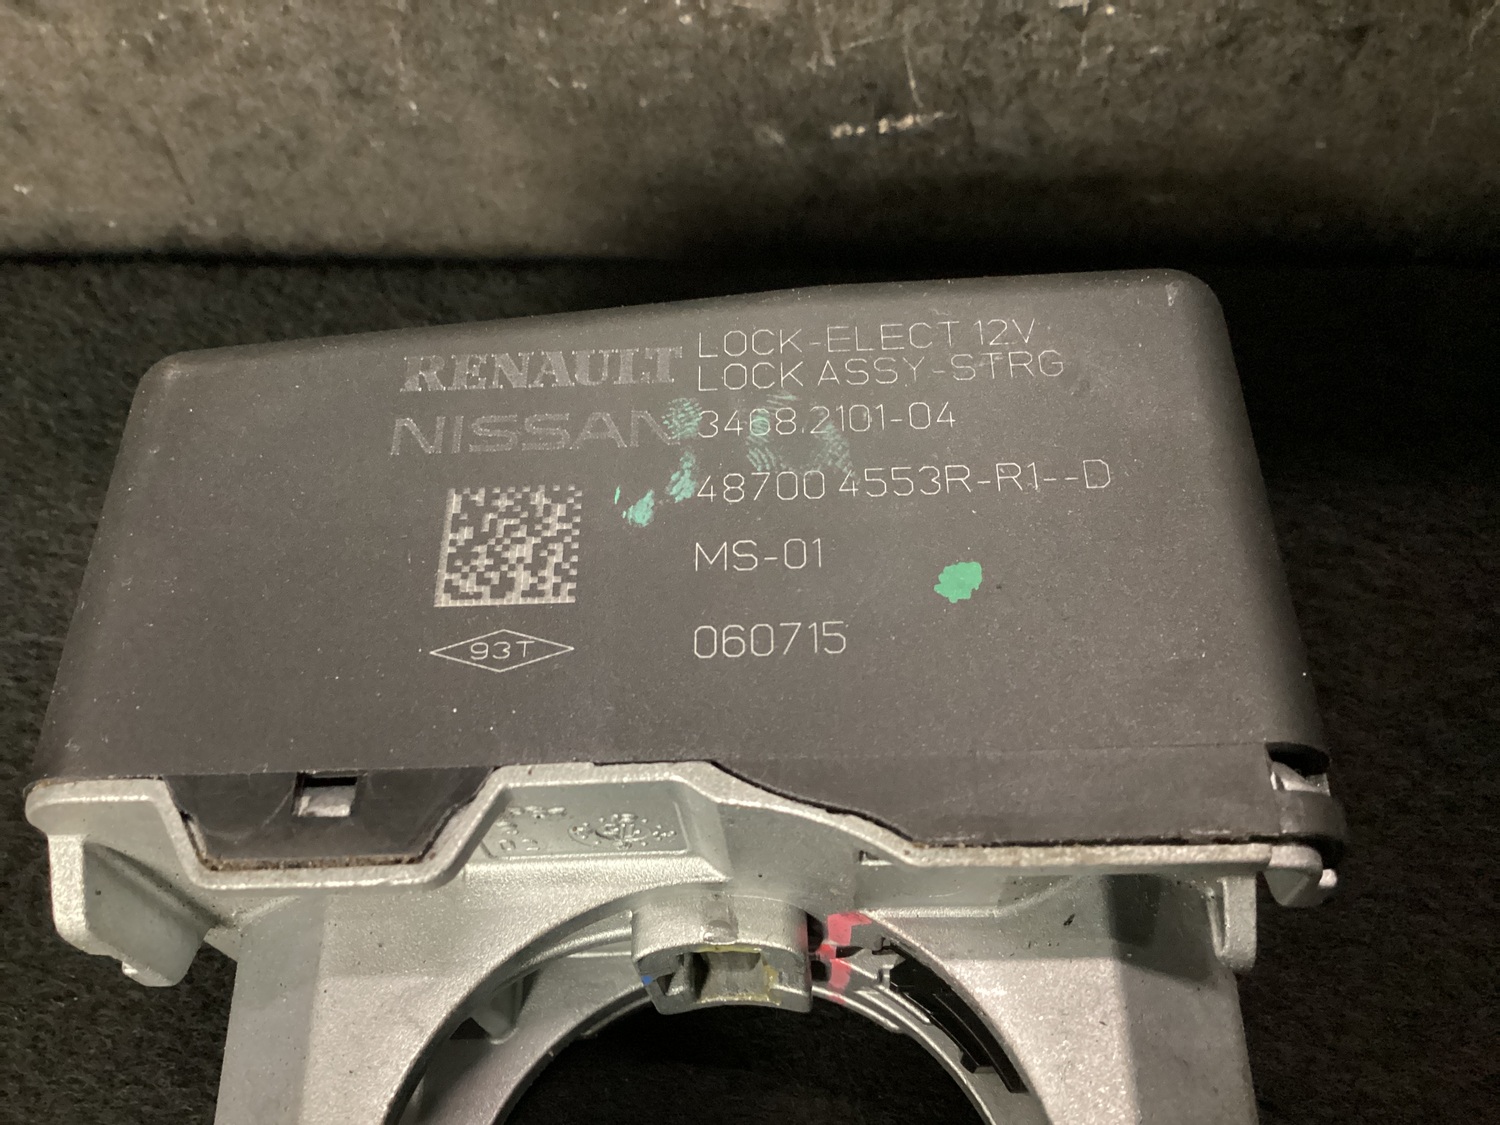 RENAULT
NISSAN
LOCK-ELECT 12V
LOCK ASSY-STRG
3468.2101-04
48700 4553R-R1--D
MS-01
060715
93T